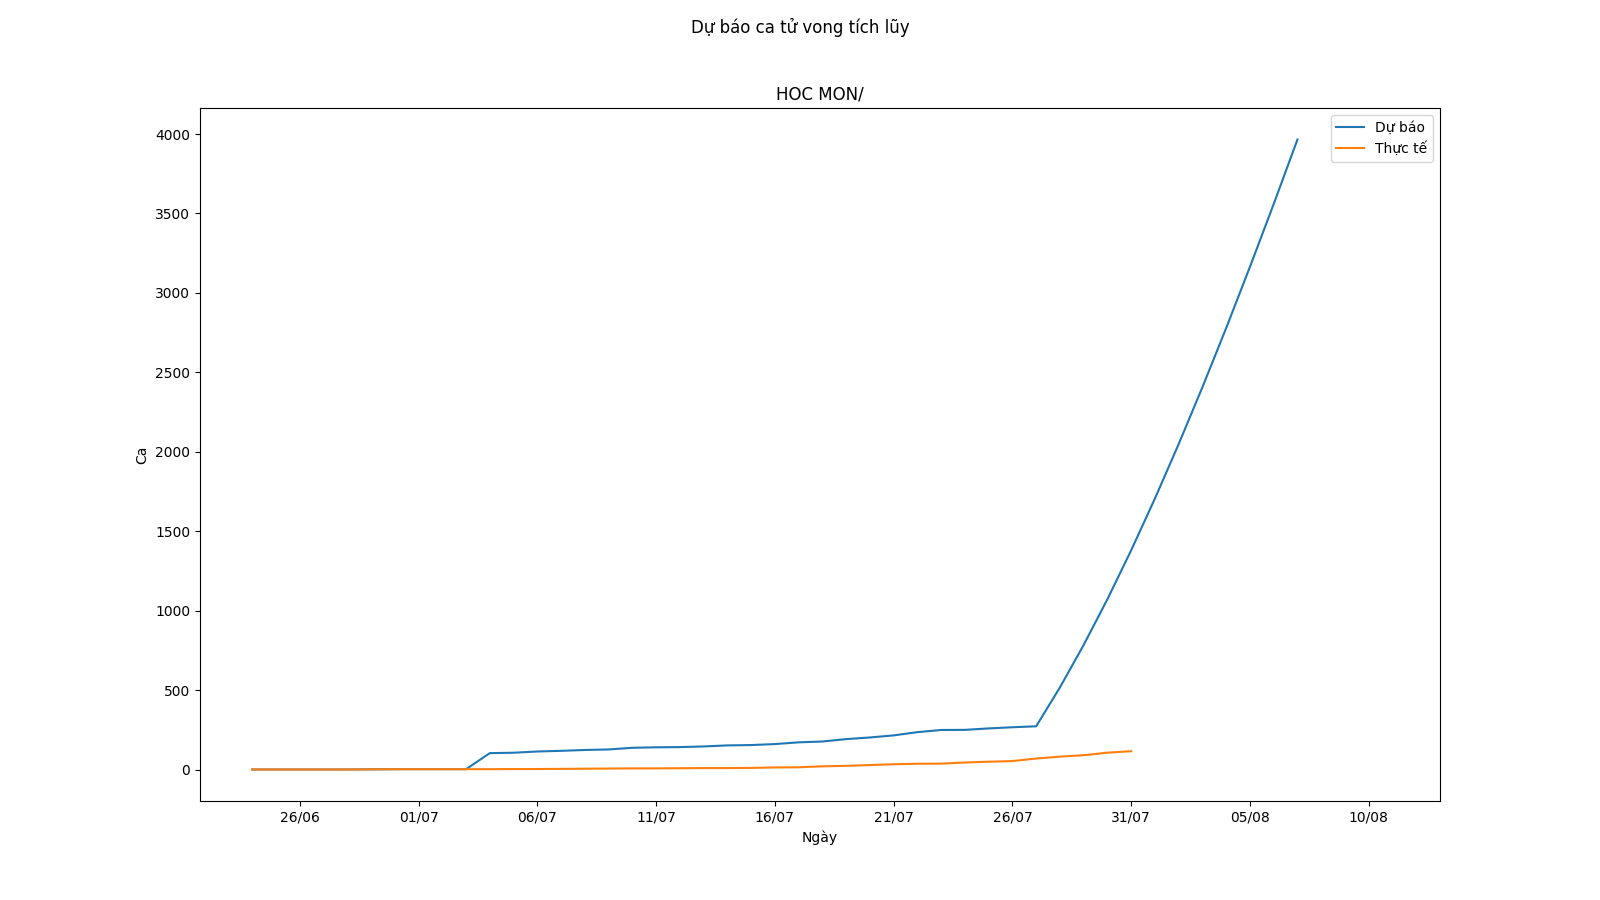 Dự báo ca tử vong tích lũy
HOC MON/
Dự báo
Thực tế
4000
3500
3000
2500
2000
1500
1000
500
0
Ca
26/06 01/07 06/07 11/07 16/07 21/07 26/07 31/07 05/08 10/08
Ngày